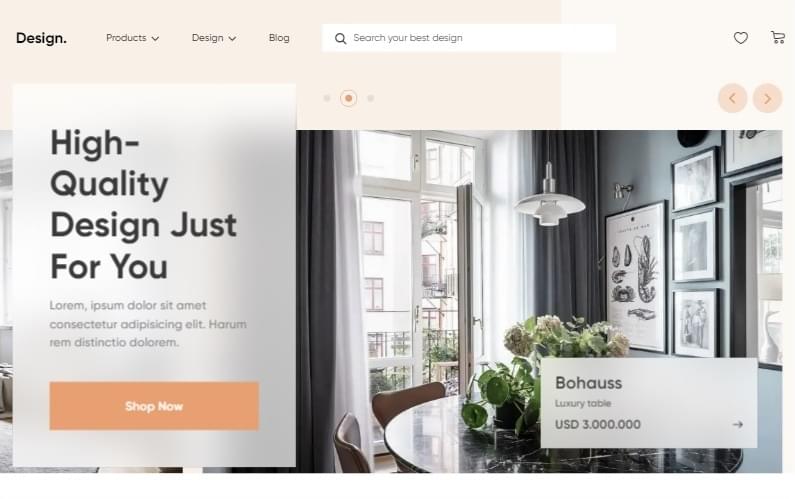 Design.
Products
Design
Blog
Search your best design
High-
Quality
Design Just
For You
Lorem, ipsum dolor sit amet
consectetur adipisicing elit. Harum
rem distinctio dolorem.
Shop Now
Bohauss
Luxury table
USD 3.000.000